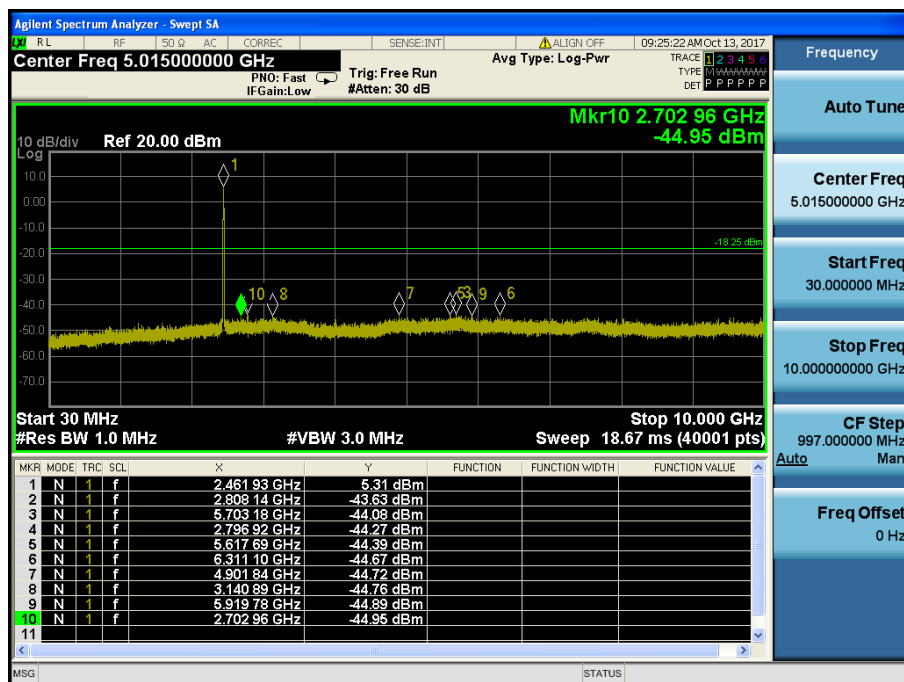 Agilent Spectrum Analyzer - Swept SA
LXI RL RF 50 Ω AC CORREC SENSE:INT ALIGN OFF 09:25:22 AM Oct 13, 2017
Center Freq 5.015000000 GHz
PNO: Fast
IFGain:Low
Trig: Free Run
#Atten: 30 dB
Avg Type: Log-Pwr
TRACE 1 2 3 4 5 6
TYPE M W W W W W
DET P P P P P P
Mkr10 2.702 96 GHz
-44.95 dBm
10 dB/div Ref 20.00 dBm
Log
10.0
0.00
-10.0
-20.0
-30.0
-40.0
-50.0
-60.0
-70.0
1
-18.25 dBm
10 8 7 5 3 9 6
Start 30 MHz Stop 10.000 GHz
#Res BW 1.0 MHz #VBW 3.0 MHz Sweep 18.67 ms (40001 pts)
MKR MODE TRC SCL X Y FUNCTION FUNCTION WIDTH FUNCTION VALUE
1 N 1 f 2.461 93 GHz 5.31 dBm
2 N 1 f 2.808 14 GHz -43.63 dBm
3 N 1 f 5.703 18 GHz -44.08 dBm
4 N 1 f 2.796 92 GHz -44.27 dBm
5 N 1 f 5.617 69 GHz -44.39 dBm
6 N 1 f 6.311 10 GHz -44.67 dBm
7 N 1 f 4.901 84 GHz -44.72 dBm
8 N 1 f 3.140 89 GHz -44.76 dBm
9 N 1 f 5.919 78 GHz -44.89 dBm
10 N 1 f 2.702 96 GHz -44.95 dBm
11
MSG STATUS
Frequency
Auto Tune
Center Freq
5.015000000 GHz
Start Freq
30.000000 MHz
Stop Freq
10.000000000 GHz
CF Step
997.000000 MHz
Auto Man
Freq Offset
0 Hz